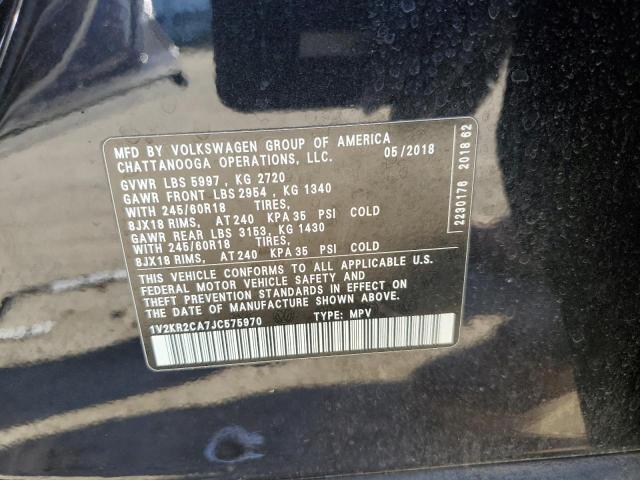 MFD BY VOLKSWAGEN GROUP OF AMERICA
CHATTANOOGA OPERATIONS, LLC. 05/2018
GVWR LBS 5997 , KG 2720
GAWR FRONT LBS 2954 , KG 1340
WITH 245/60R18 TIRES,
8JX18 RIMS, AT 240 KPA 35 PSI COLD
GAWR REAR LBS 3153, KG 1430
WITH 245/60R18 TIRES,
8JX18 RIMS, AT 240 KPA 35 PSI COLD
THIS VEHICLE CONFORMS TO ALL APPLICABLE U.S.
FEDERAL MOTOR VEHICLE SAFETY AND
THEFT PREVENTION STANDARDS IN EFFECT ON
THE DATE OF MANUFACTURE SHOWN ABOVE.
1V2KR2CA7JC575970 TYPE: MPV
2230176 2018 62